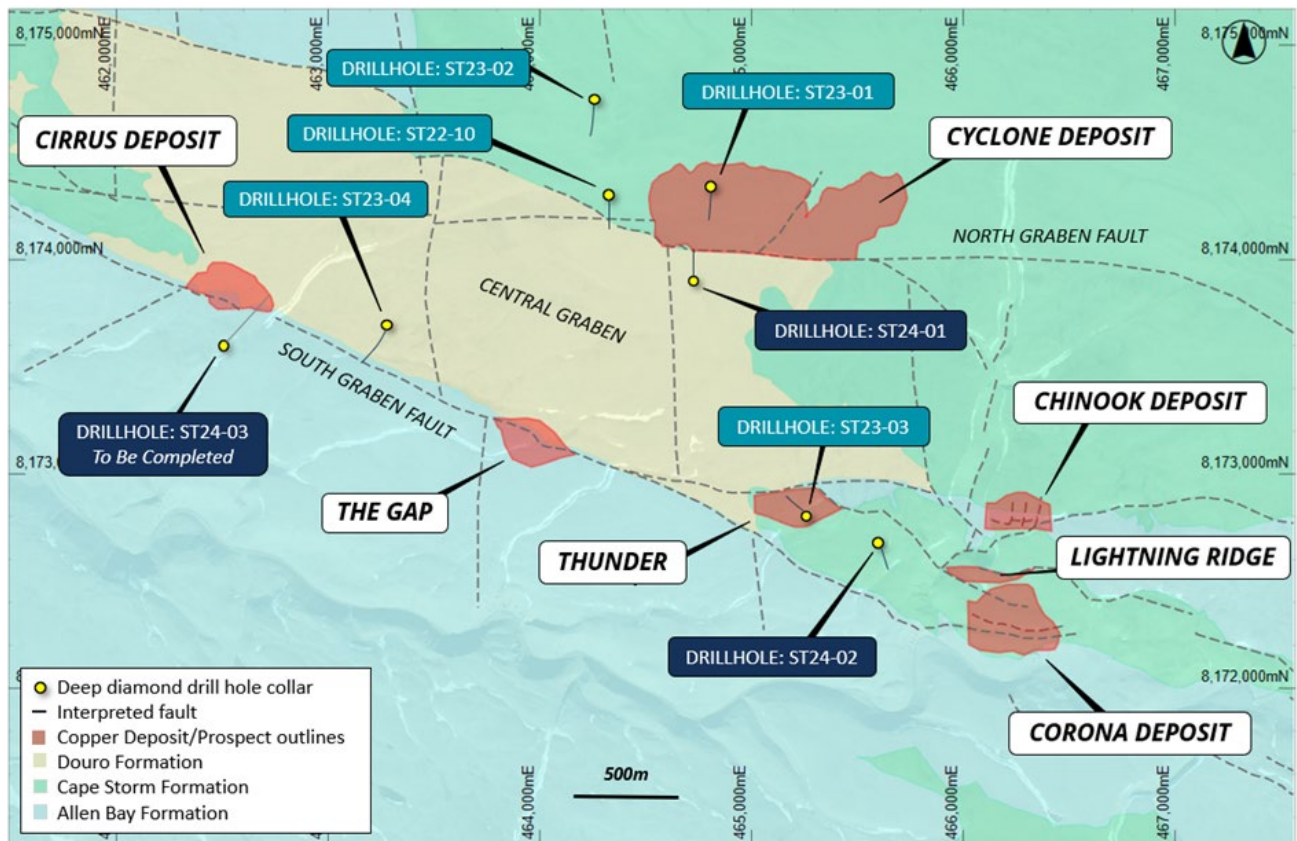 8,175,000mN
462,000mE
463,000mE
466,000mE
467,000mE
DRILLHOLE: ST23-02
DRILLHOLE: ST23-01
DRILLHOLE: ST22-10
CIRRUS DEPOSIT
CYCLONE DEPOSIT
DRILLHOLE: ST23-04
8,174,000mN
NORTH GRABEN FAULT
8,174,000mN
CENTRAL GRABEN
DRILLHOLE: ST24-01
SOUTH GRABEN FAULT
CHINOOK DEPOSIT
DRILLHOLE: ST24-03
To Be Completed
DRILLHOLE: ST23-03
8,173,000mN
THE GAP
THUNDER
LIGHTNING RIDGE
DRILLHOLE: ST24-02
8,172,000mN
CORONA DEPOSIT
Deep diamond drill hole collar
Interpreted fault
Copper Deposit/Prospect outlines
Douro Formation
Cape Storm Formation
Allen Bay Formation
500m
464,000mE
465,000mE
466,000mE
467,000mE